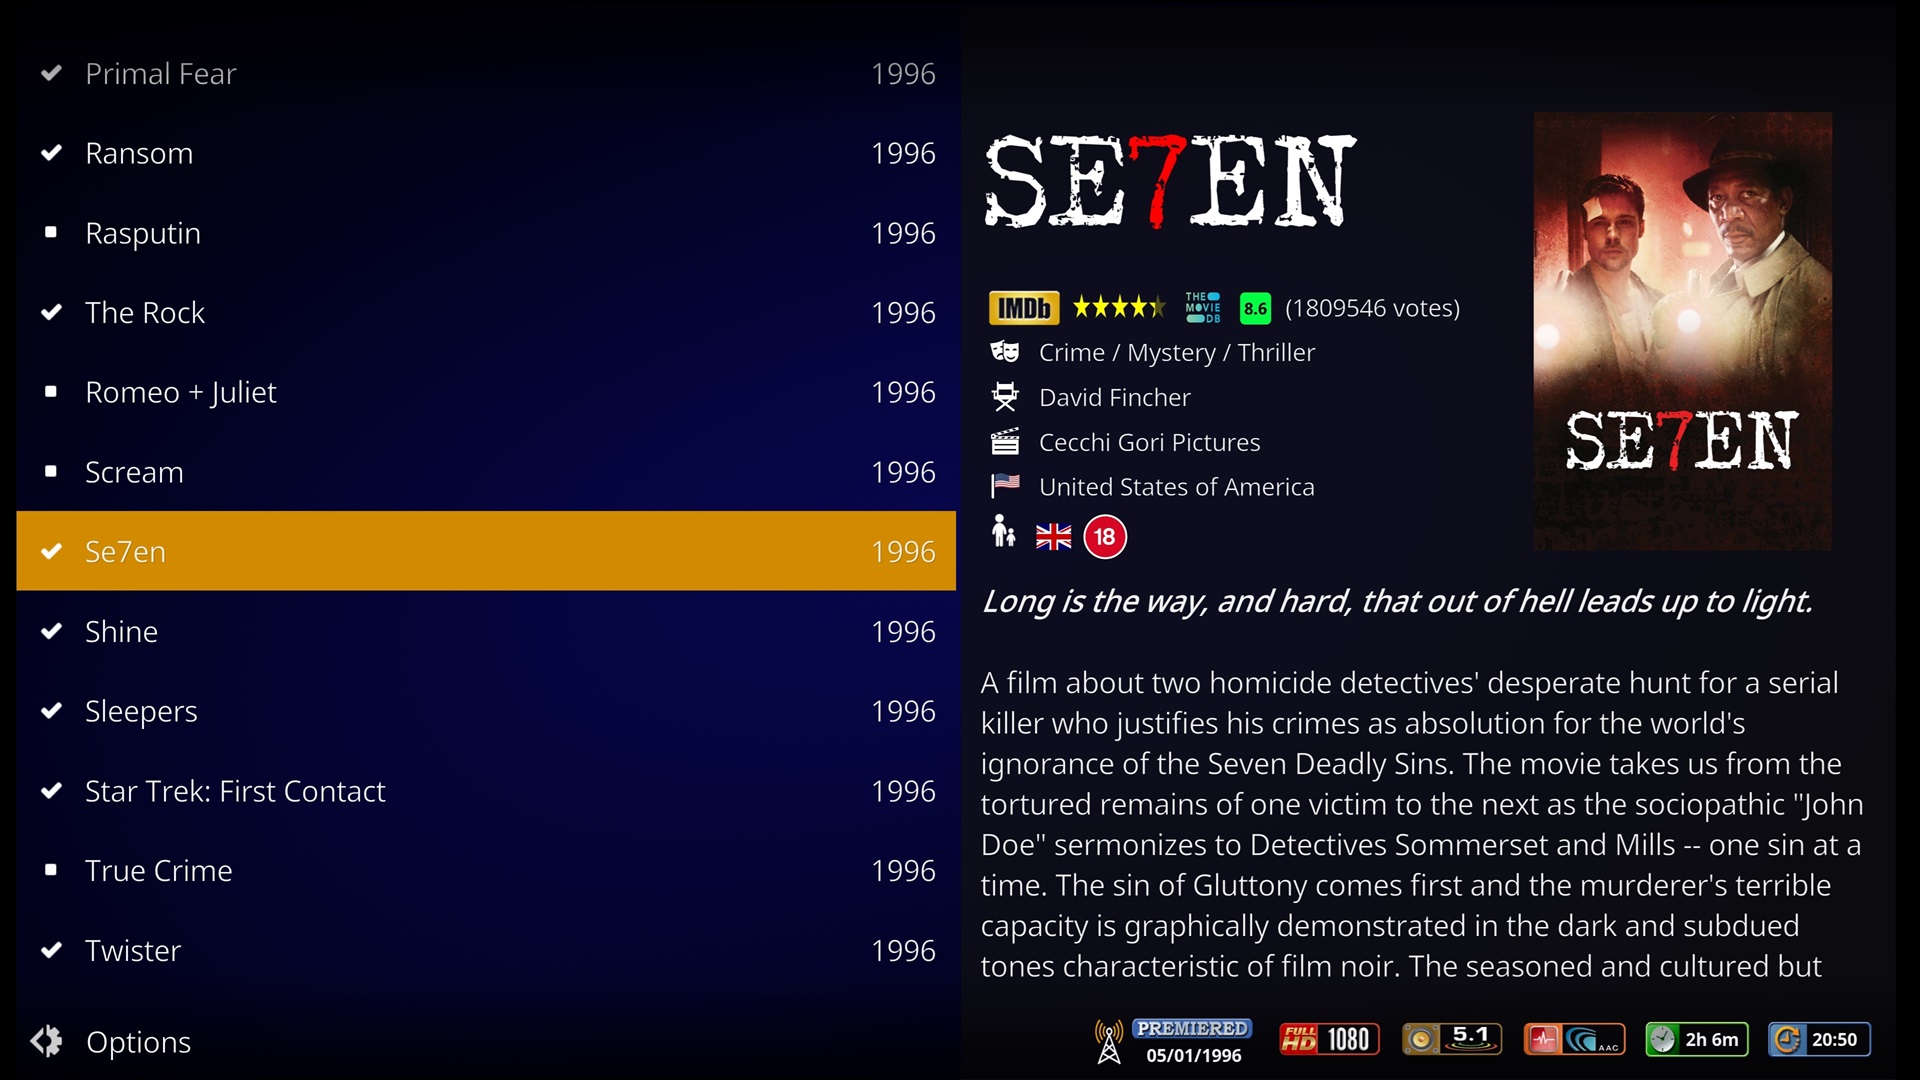 Primal Fear 1996
Ransom 1996
Rasputin 1996
The Rock 1996
Romeo + Juliet 1996
Scream 1996
Se7en 1996
Shine 1996
Sleepers 1996
Star Trek: First Contact 1996
True Crime 1996
Twister 1996
Options
SE7EN
IMDb THE MOVIE DB 8.6 (1809546 votes)
Crime / Mystery / Thriller
David Fincher
Cecchi Gori Pictures
United States of America
18
SE7EN
Long is the way, and hard, that out of hell leads up to light.
A film about two homicide detectives' desperate hunt for a serial
killer who justifies his crimes as absolution for the world's
ignorance of the Seven Deadly Sins. The movie takes us from the
tortured remains of one victim to the next as the sociopathic "John
Doe" sermonizes to Detectives Sommerset and Mills -- one sin at a
time. The sin of Gluttony comes first and the murderer's terrible
capacity is graphically demonstrated in the dark and subdued
tones characteristic of film noir. The seasoned and cultured but
PREMIERED
05/01/1996
FULL HD 1080
5.1
AAC
2h 6m
20:50